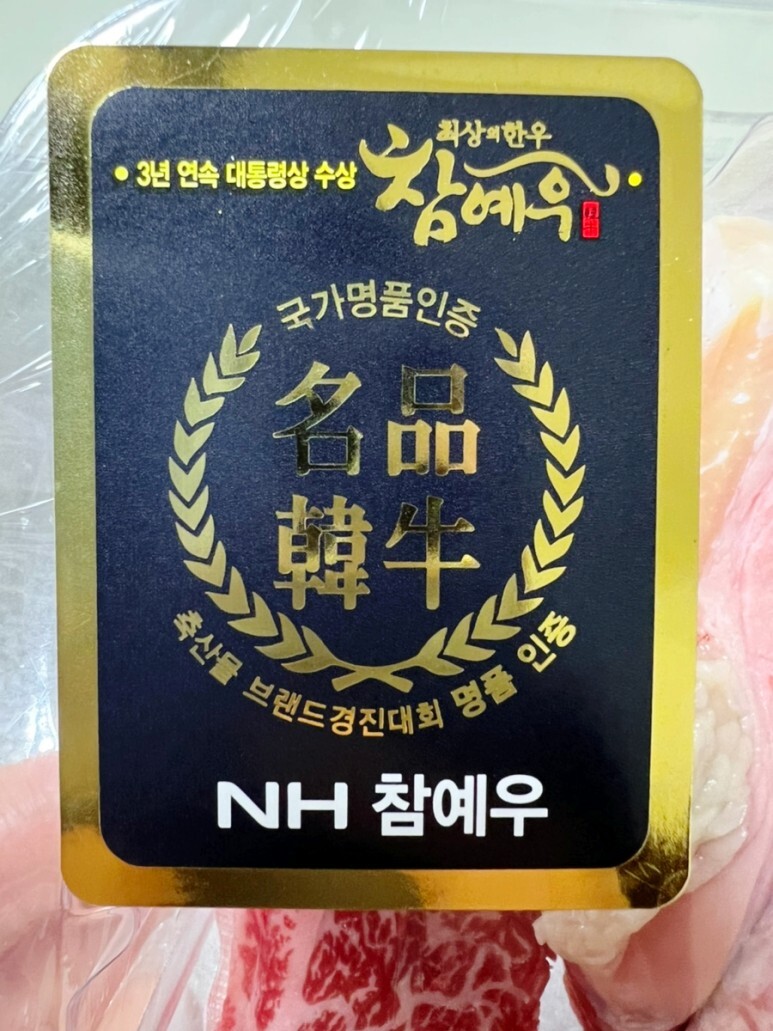 최상의한우
3년 연속 대통령상 수상
참예우
국가명품인증
名品
韓牛
축산물 브랜드경진대회 명품 인증
NH 참예우